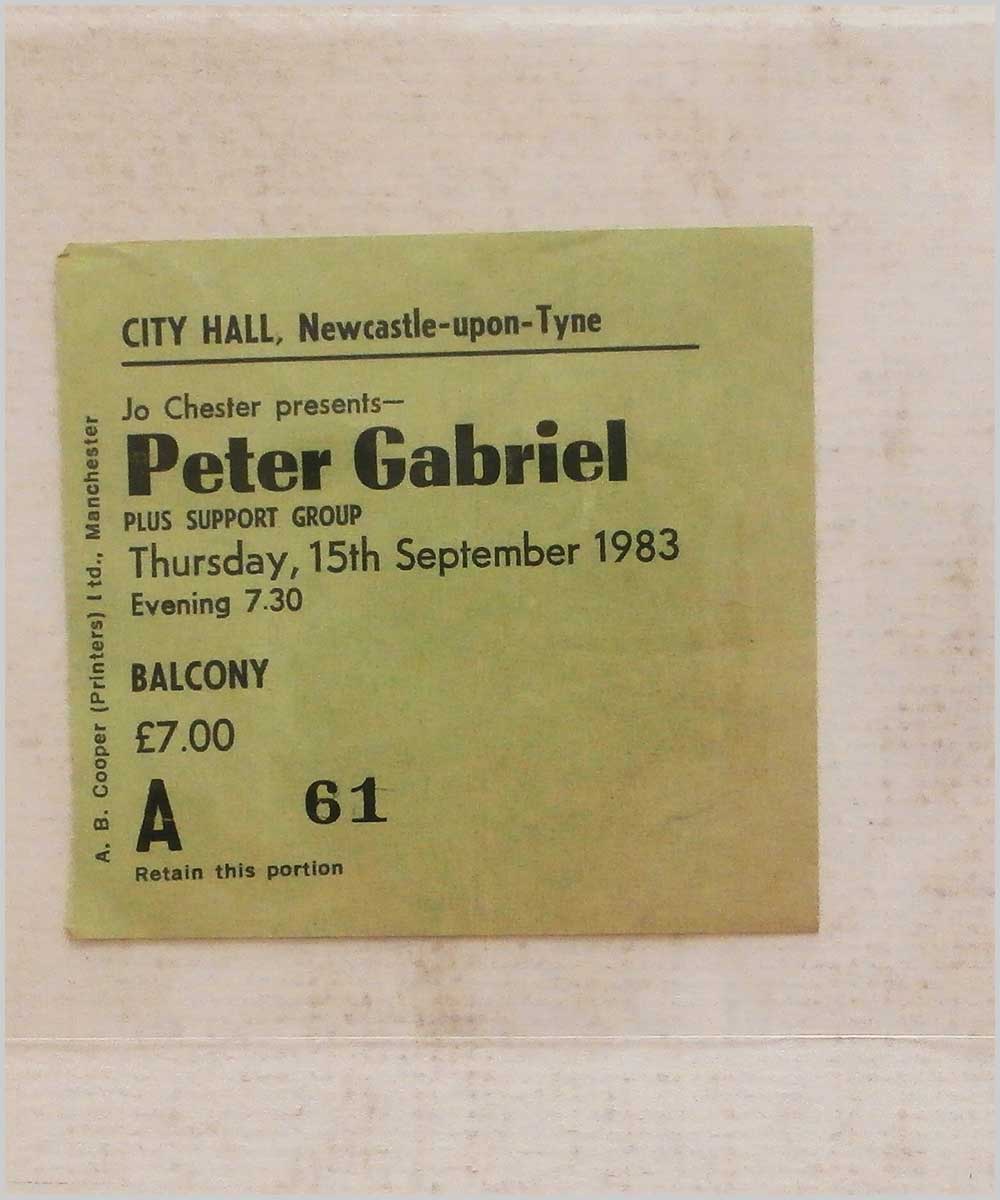 CITY HALL, Newcastle-upon-Tyne
Jo Chester presents—
Peter Gabriel
PLUS SUPPORT GROUP
Thursday, 15th September 1983
Evening 7.30
BALCONY
£7.00
A 61
Retain this portion
A. B. Cooper (Printers) Ltd., Manchester